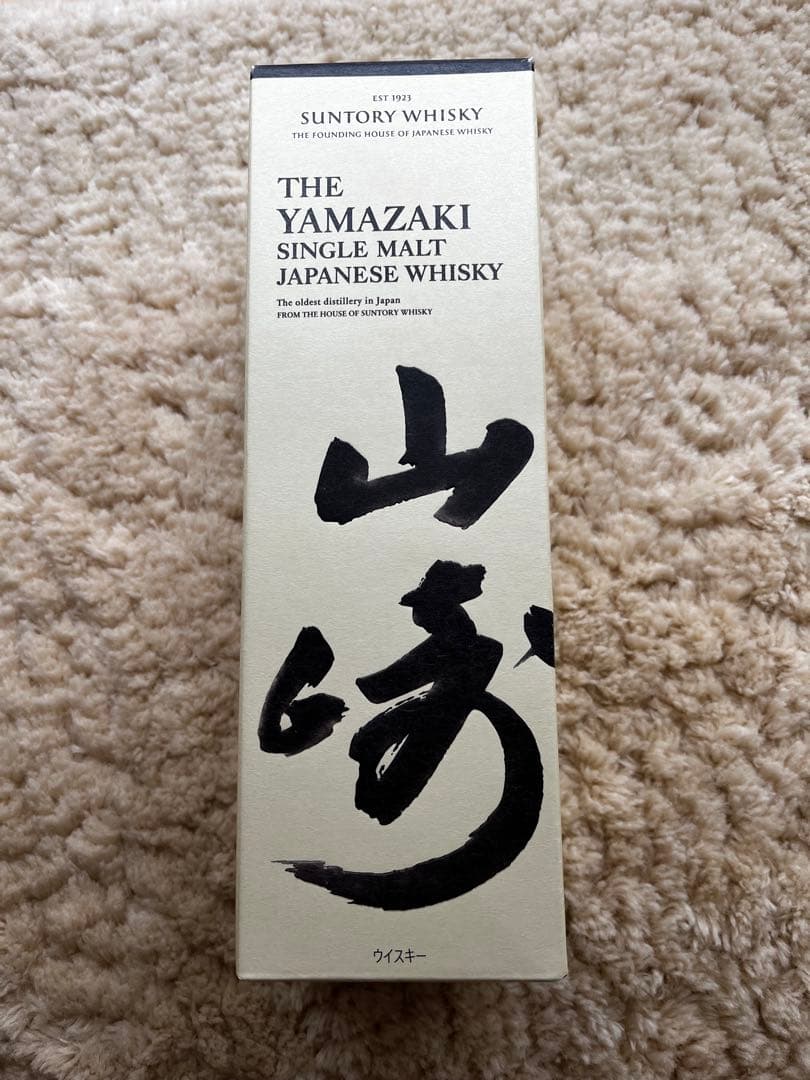 EST 1923
SUNTORY WHISKY
THE FOUNDING HOUSE OF JAPANESE WHISKY
THE
YAMAZAKI
SINGLE MALT
JAPANESE WHISKY
The oldest distillery in Japan
FROM THE HOUSE OF SUNTORY WHISKY
山
崎
ウイスキー